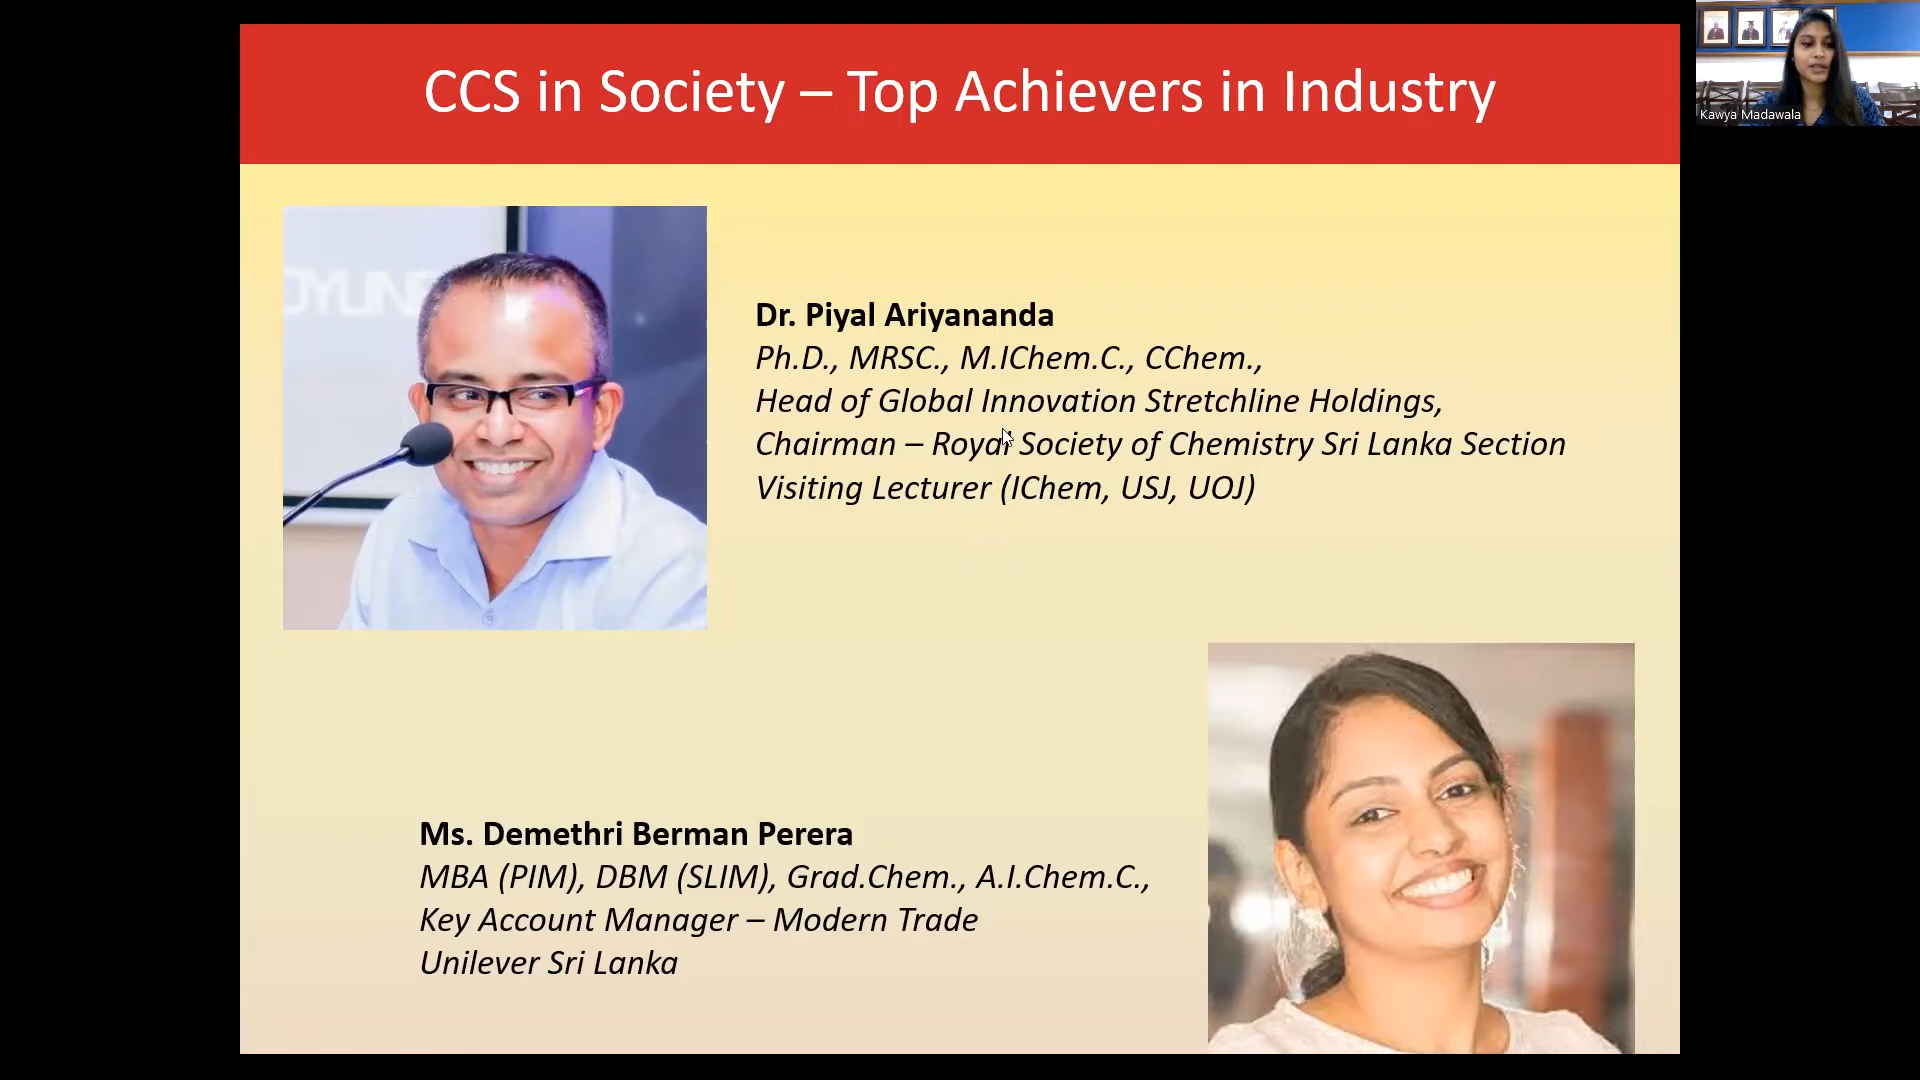 CCS in Society – Top Achievers in Industry
Kawya Madawala
Dr. Piyal Ariyananda
Ph.D., MRSC., M.IChem.C., CChem.,
Head of Global Innovation Stretchline Holdings,
Chairman – Royal Society of Chemistry Sri Lanka Section
Visiting Lecturer (IChem, USJ, UOJ)
Ms. Demethri Berman Perera
MBA (PIM), DBM (SLIM), Grad.Chem., A.I.Chem.C.,
Key Account Manager – Modern Trade
Unilever Sri Lanka